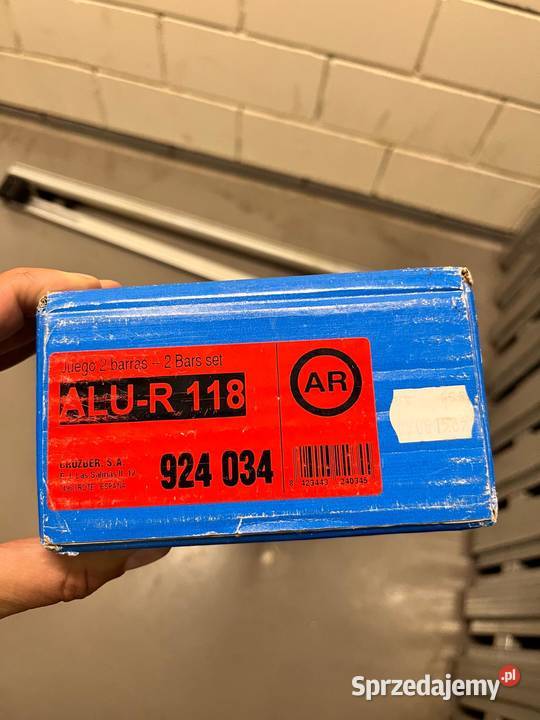 Juego 2 barras — 2 Bars set
ALU-R 118
AR
CRUZBER, S.A.
924 034
8 423443 240345
Sprzedajemy.pl